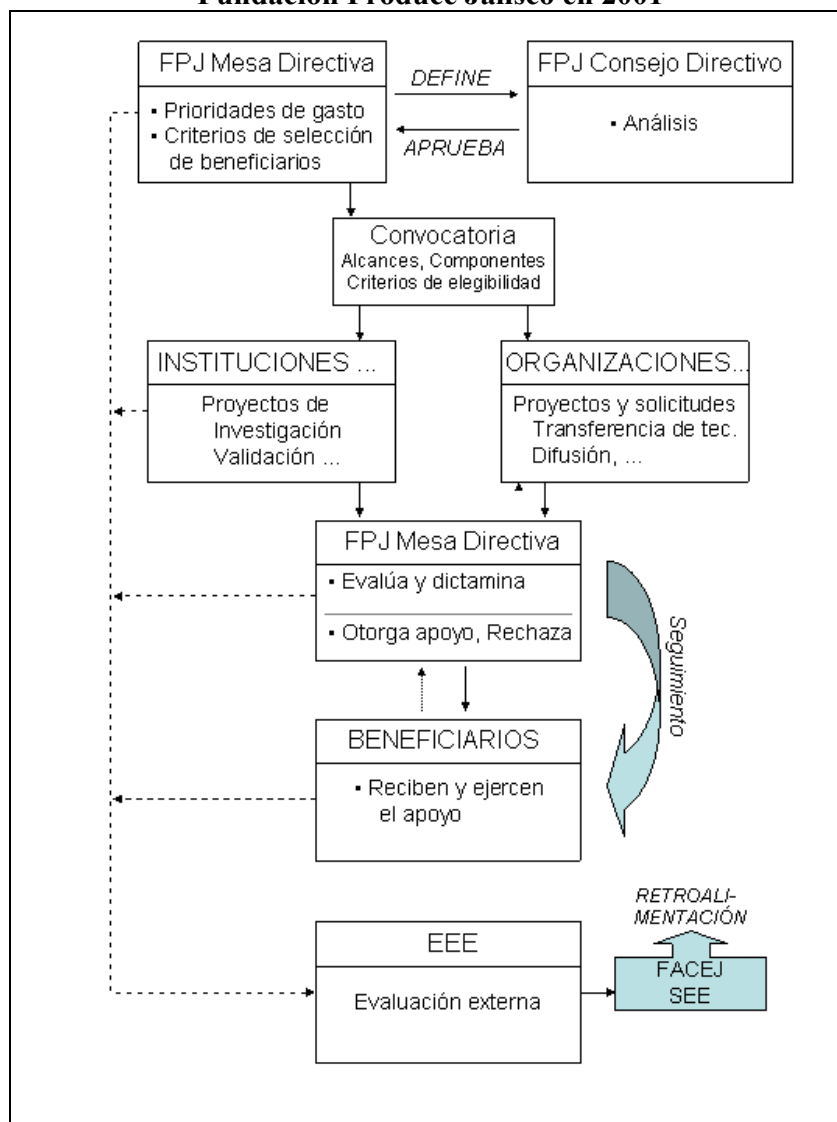 Fundación Produce Jalisco en 2001
FPJ Mesa Directiva
▪ Prioridades de gasto
▪ Criterios de selección
de beneficiarios
DEFINE
APRUEBA
FPJ Consejo Directivo
▪ Análisis
Convocatoria
Alcances, Componentes
Criterios de elegibilidad
INSTITUCIONES ...
Proyectos de
Investigación
Validación ...
ORGANIZACIONES...
Proyectos y solicitudes
Transferencia de tec.
Difusión, ...
FPJ Mesa Directiva
▪ Evalúa y dictamina
▪ Otorga apoyo, Rechaza
Seguimiento
BENEFICIARIOS
▪ Reciben y ejercen
el apoyo
EEE
Evaluación externa
RETROALI-
MENTACIÓN
FACEJ
SEE